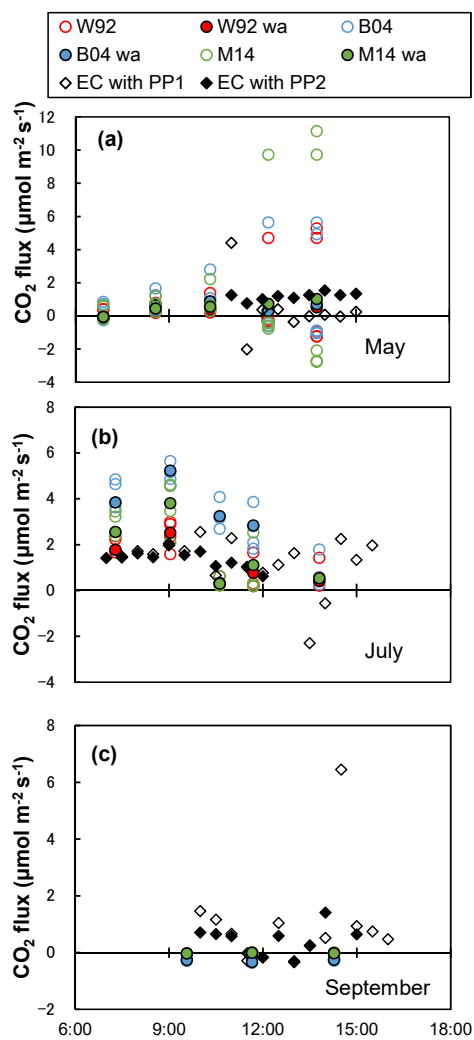 W92 W92 wa B04
B04 wa M14 M14 wa
EC with PP1 EC with PP2
(a)
CO₂ flux (µmol m⁻² s⁻¹)
12
10
8
6
4
2
0
−2
−4
May
(b)
CO₂ flux (µmol m⁻² s⁻¹)
8
6
4
2
0
−2
−4
July
(c)
CO₂ flux (µmol m⁻² s⁻¹)
8
6
4
2
0
−2
September
6:00 9:00 12:00 15:00 18:00